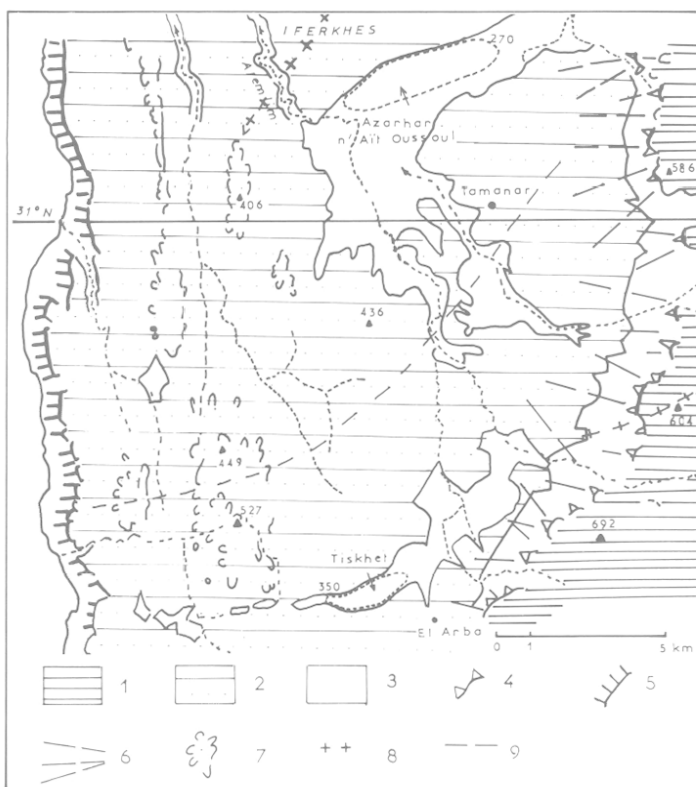 IFERKHES
270
Aremium
Azarhar
n' Aït Oussoul
586
Tamanar
406
31° N
436
604
449
527
692
Tiskhet
350
El Arba
0 1 5 km
1 2 3 4 5
6 7 8 9